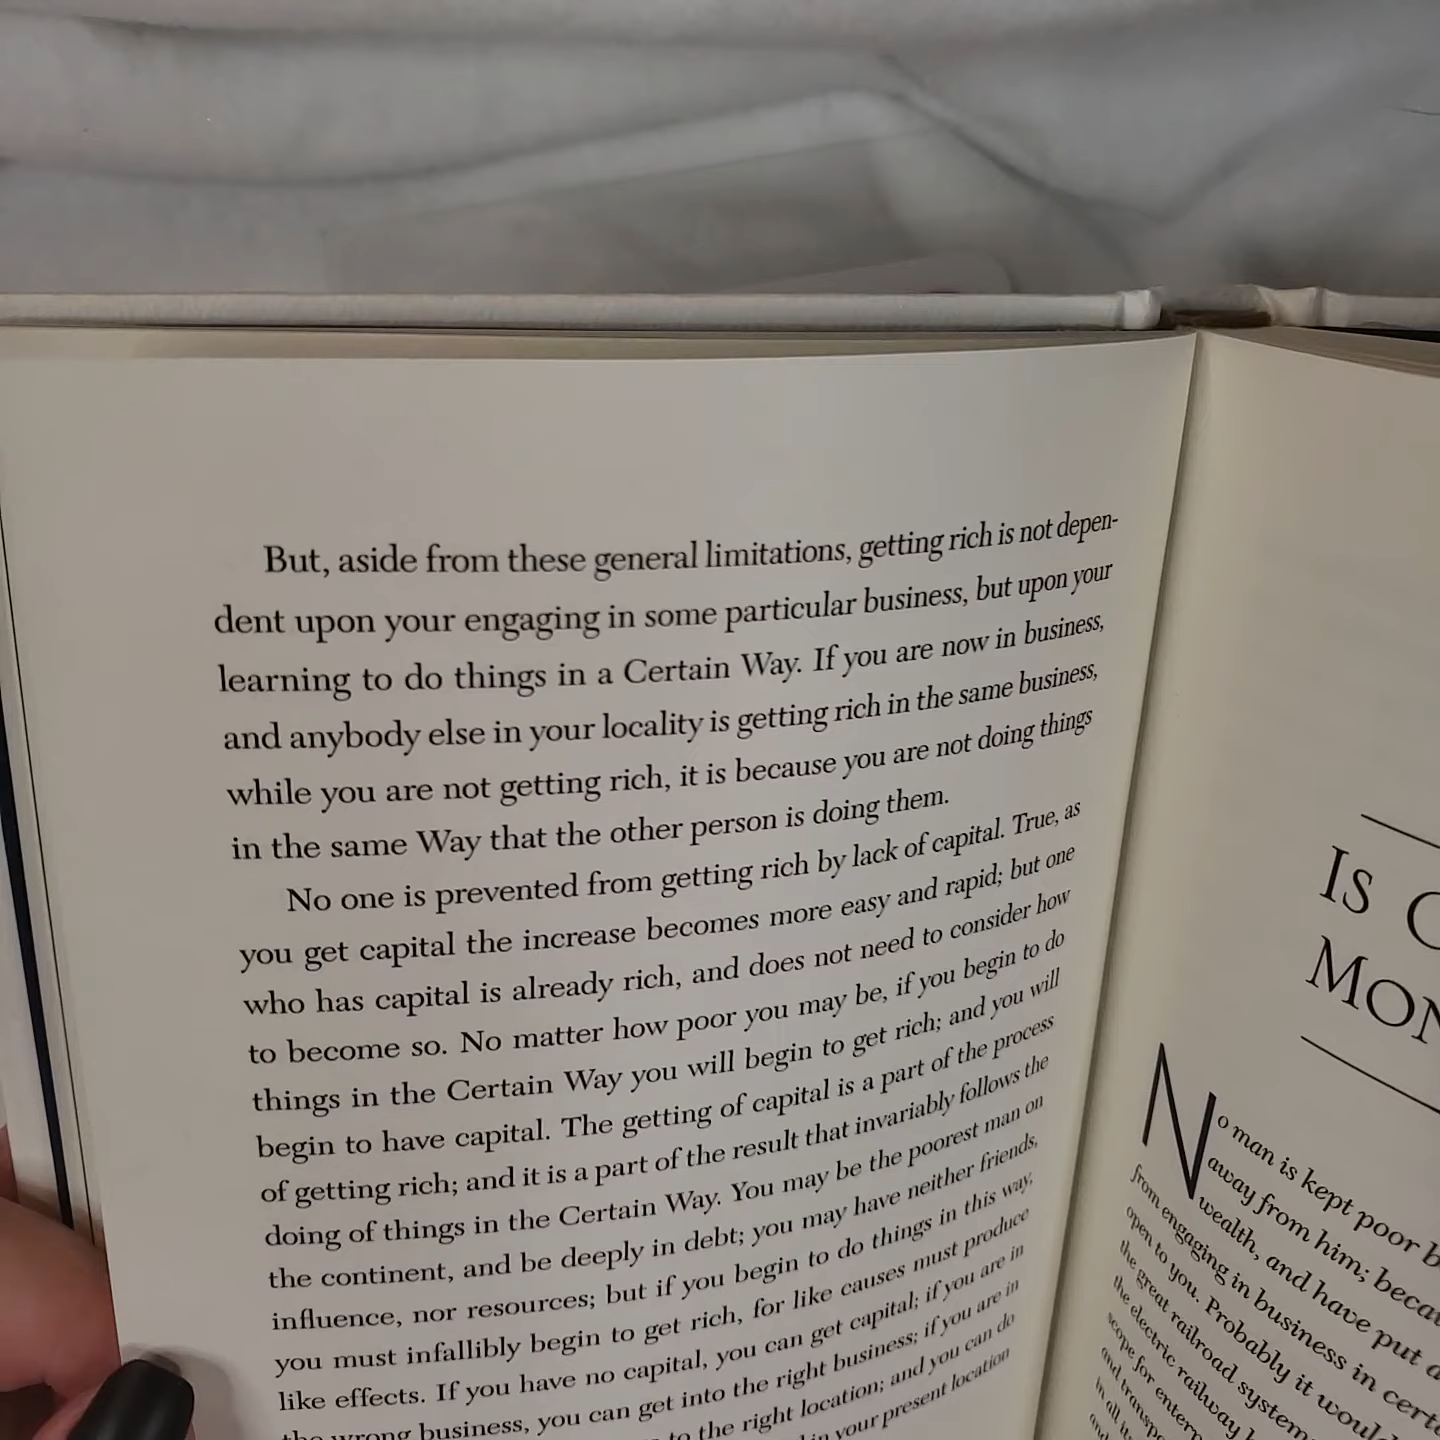 But, aside from these general limitations, getting rich is not depen-
dent upon your engaging in some particular business, but upon your
learning to do things in a Certain Way. If you are now in business,
and anybody else in your locality is getting rich in the same business,
while you are not getting rich, it is because you are not doing things
in the same Way that the other person is doing them.
No one is prevented from getting rich by lack of capital. True, as
you get capital the increase becomes more easy and rapid; but one
who has capital is already rich, and does not need to consider how
to become so. No matter how poor you may be, if you begin to do
things in the Certain Way you will begin to get rich; and you will
begin to have capital. The getting of capital is a part of the process
of getting rich; and it is a part of the result that invariably follows the
doing of things in the Certain Way. You may be the poorest man on
the continent, and be deeply in debt; you may have neither friends,
influence, nor resources; but if you begin to do things in this way,
you must infallibly begin to get rich, for like causes must produce
like effects. If you have no capital, you can get capital; if you are in
the wrong business, you can get into the right business; if you are in
to the right location; and you can do
in your present location
IS
MON
No man is kept poor b
away from him; becau
wealth, and have put a
from engaging in business in certa
open to you. Probably it would
the great railroad systems
the electric railway
scope for enterp
and transpo
in all i
and